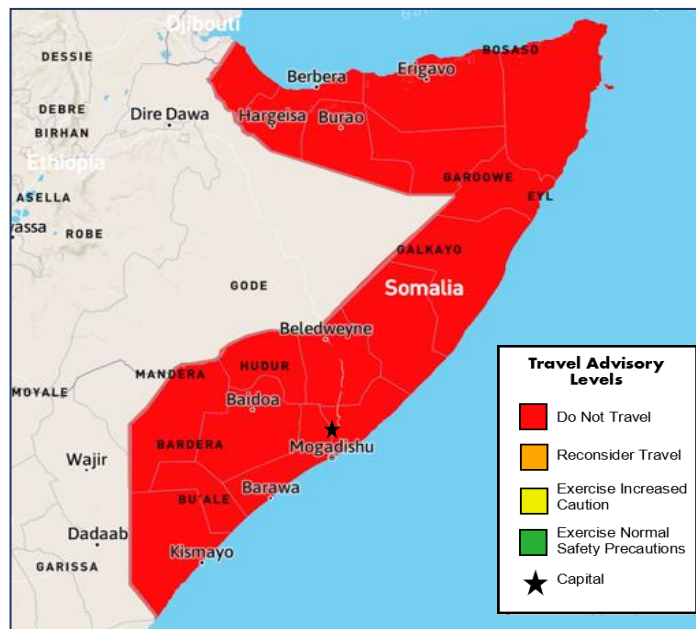 Djibouti
DESSIE
BOSASO
Berbera
Erigavo
DEBRE
BIRHAN
Dire Dawa
Hargeisa
Burao
Ethiopia
ASELLA
GAROOWE
EYL
assa
ROBE
GALKAYO
GODE
Somalia
Beledweyne
MANDERA
HUDUR
MOYALE
Baidoa
BARDERA
Mogadishu
Wajir
BU'ALE
Barawa
Dadaab
Kismayo
GARISSA
Travel Advisory
Levels
Do Not Travel
Reconsider Travel
Exercise Increased
Caution
Exercise Normal
Safety Precautions
Capital